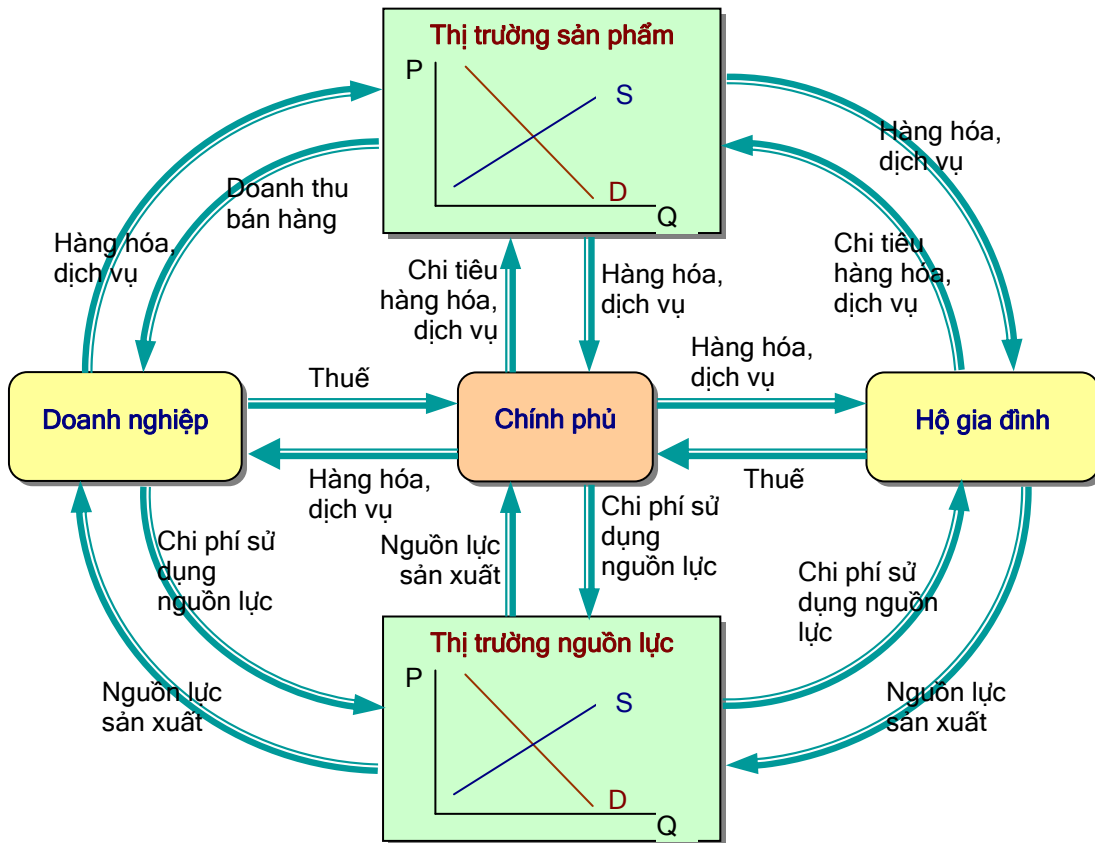 Thị trường sản phẩm
P
S
D
Q
Hàng hóa,
dịch vụ
Doanh thu
bán hàng
Hàng hóa,
dịch vụ
Chi tiêu
hàng hóa,
dịch vụ
Hàng hóa,
dịch vụ
Chi tiêu
hàng hóa,
dịch vụ
Hàng hóa,
dịch vụ
Thuế
Doanh nghiệp
Chính phủ
Hộ gia đình
Hàng hóa,
dịch vụ
Thuế
Chi phí sử
dụng
nguồn lực
Nguồn lực
sản xuất
Chi phí sử
dụng
nguồn lực
Chi phí sử
dụng nguồn
lực
Nguồn lực
sản xuất
Nguồn lực
sản xuất
Thị trường nguồn lực
P
S
D
Q